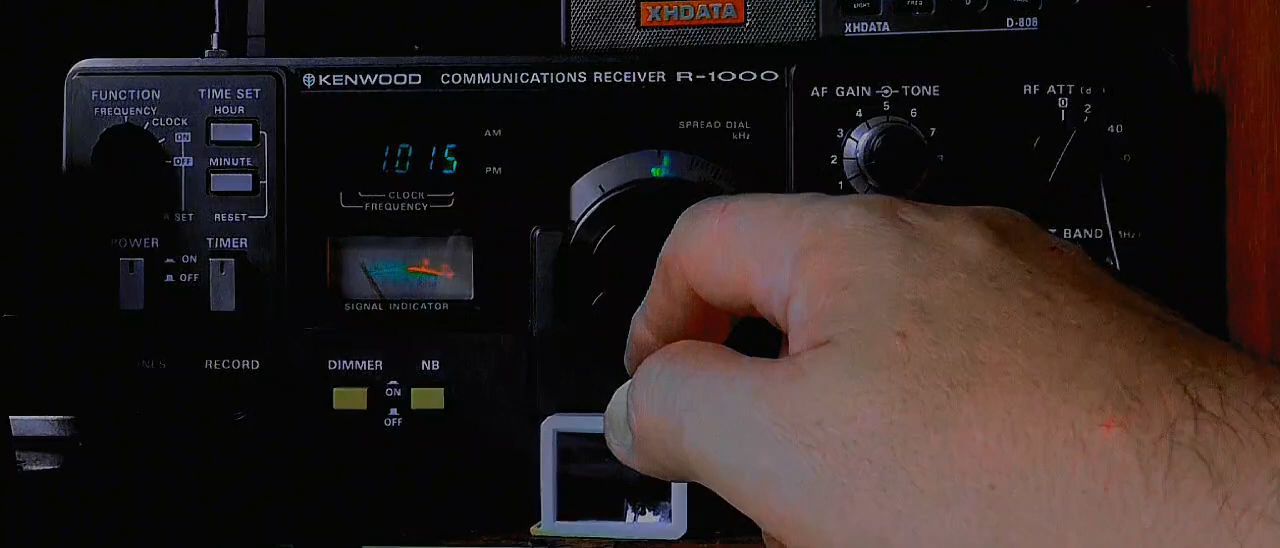 XHDATA
XHDATA D-808
KENWOOD COMMUNICATIONS RECEIVER R-1000
FUNCTION
FREQUENCY
CLOCK
ON
OFF
TIME SET
HOUR
MINUTE
RESET
SET
POWER
ON
OFF
TIMER
AM
1015
PM
CLOCK
FREQUENCY
SIGNAL INDICATOR
SPREAD DIAL
kHz
AF GAIN TONE
1 2 3 4 5 6 7
RF ATT
0 2
40
BAND
RECORD
DIMMER
ON
OFF
NB